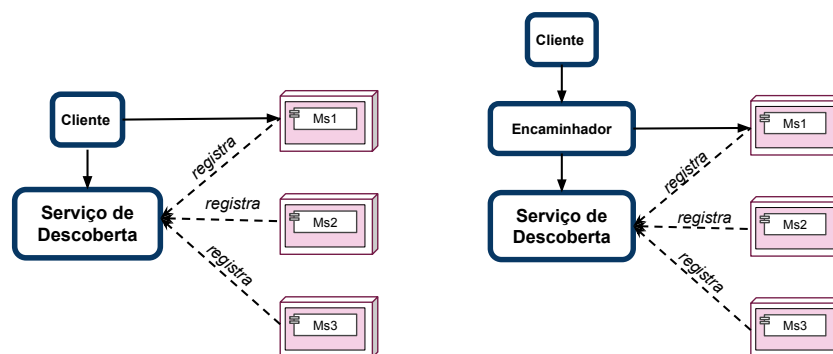 Cliente
Ms1
registra
Serviço de
Descoberta
registra
Ms2
registra
Ms3
Cliente
Encaminhador
Ms1
registra
Serviço de
Descoberta
registra
Ms2
registra
Ms3